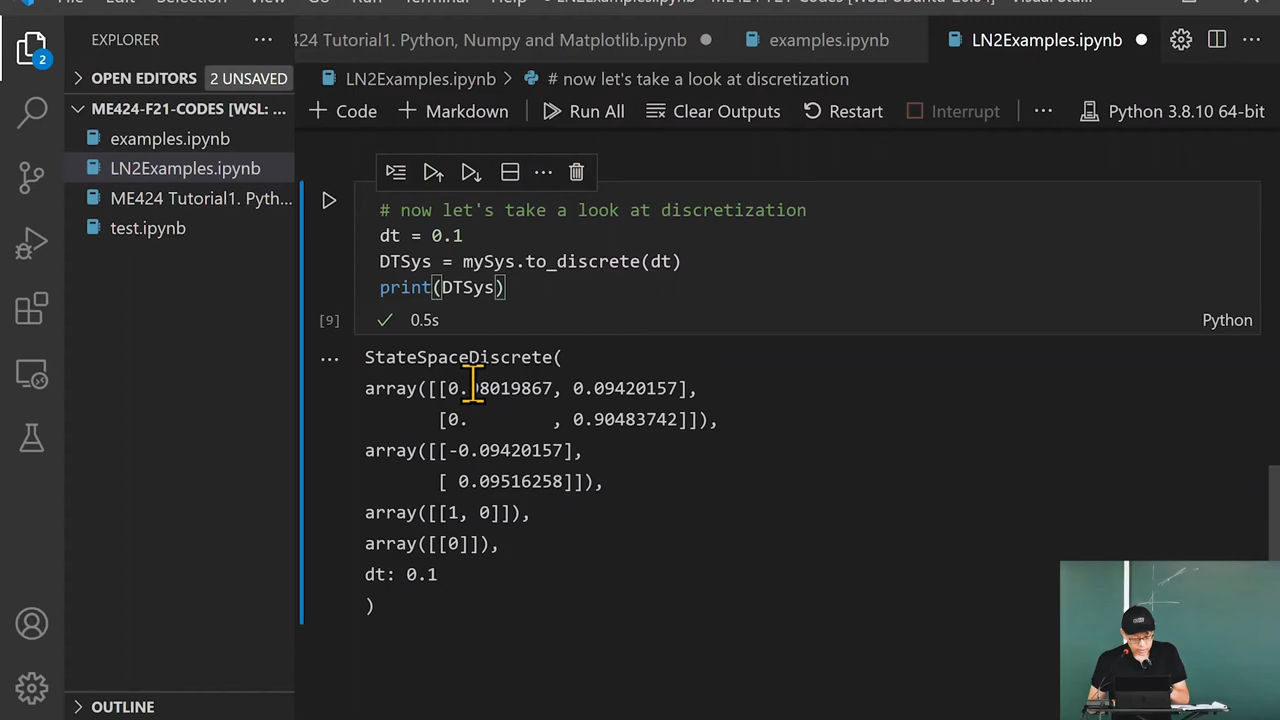 EXPLORER
424 Tutorial1. Python, Numpy and Matplotlib.ipynb
examples.ipynb
LN2Examples.ipynb
2
OPEN EDITORS 2 UNSAVED
LN2Examples.ipynb > # now let's take a look at discretization
ME424-F21-CODES [WSL: ...
+ Code + Markdown Run All Clear Outputs Restart Interrupt ... Python 3.8.10 64-bit
examples.ipynb
LN2Examples.ipynb
ME424 Tutorial1. Pyth...
test.ipynb
# now let's take a look at discretization
dt = 0.1
DTSys = mySys.to_discrete(dt)
print(DTSys)
[9] 0.5s Python
StateSpaceDiscrete(
array([[0. 8019867, 0.09420157],
[0. , 0.90483742]]),
array([[-0.09420157],
[ 0.09516258]]),
array([[1, 0]]),
array([[0]]),
dt: 0.1
)
OUTLINE